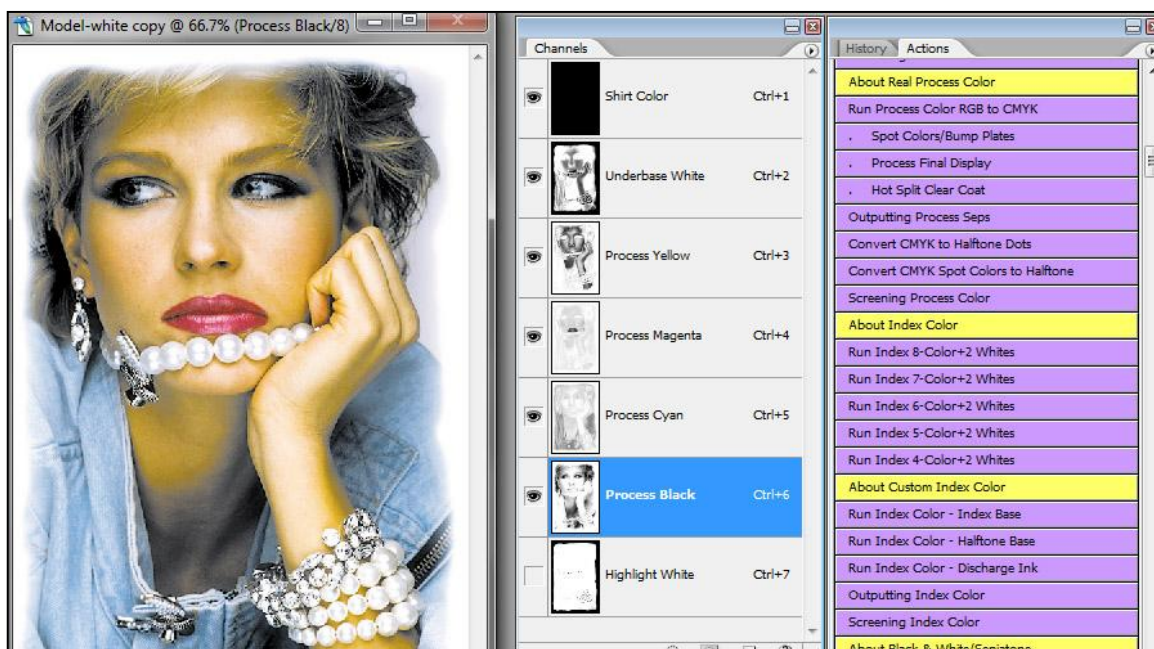 Model-white copy @ 66.7% (Process Black/8)
Channels
Shirt Color Ctrl+1
Underbase White Ctrl+2
Process Yellow Ctrl+3
Process Magenta Ctrl+4
Process Cyan Ctrl+5
Process Black Ctrl+6
Highlight White Ctrl+7
History Actions
About Real Process Color
Run Process Color RGB to CMYK
. Spot Colors/Bump Plates
. Process Final Display
. Hot Split Clear Coat
Outputting Process Seps
Convert CMYK to Halftone Dots
Convert CMYK Spot Colors to Halftone
Screening Process Color
About Index Color
Run Index 8-Color+2 Whites
Run Index 7-Color+2 Whites
Run Index 6-Color+2 Whites
Run Index 5-Color+2 Whites
Run Index 4-Color+2 Whites
About Custom Index Color
Run Index Color - Index Base
Run Index Color - Halftone Base
Run Index Color - Discharge Ink
Outputting Index Color
Screening Index Color
About Black & White/Sepiatone